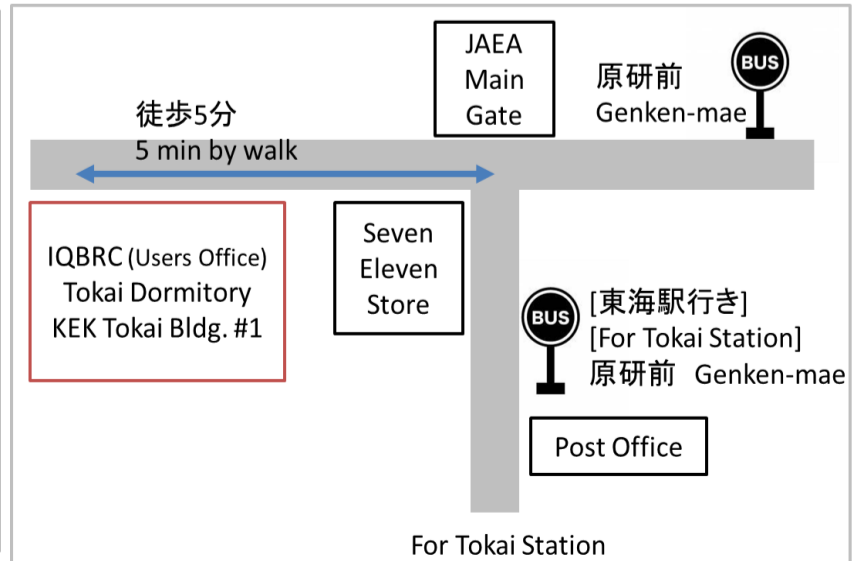 JAEA
Main
Gate
原研前
Genken-mae
BUS
徒歩5分
5 min by walk
IQBRC (Users Office)
Tokai Dormitory
KEK Tokai Bldg. #1
Seven
Eleven
Store
BUS
[東海駅行き]
[For Tokai Station]
原研前 Genken-mae
Post Office
For Tokai Station